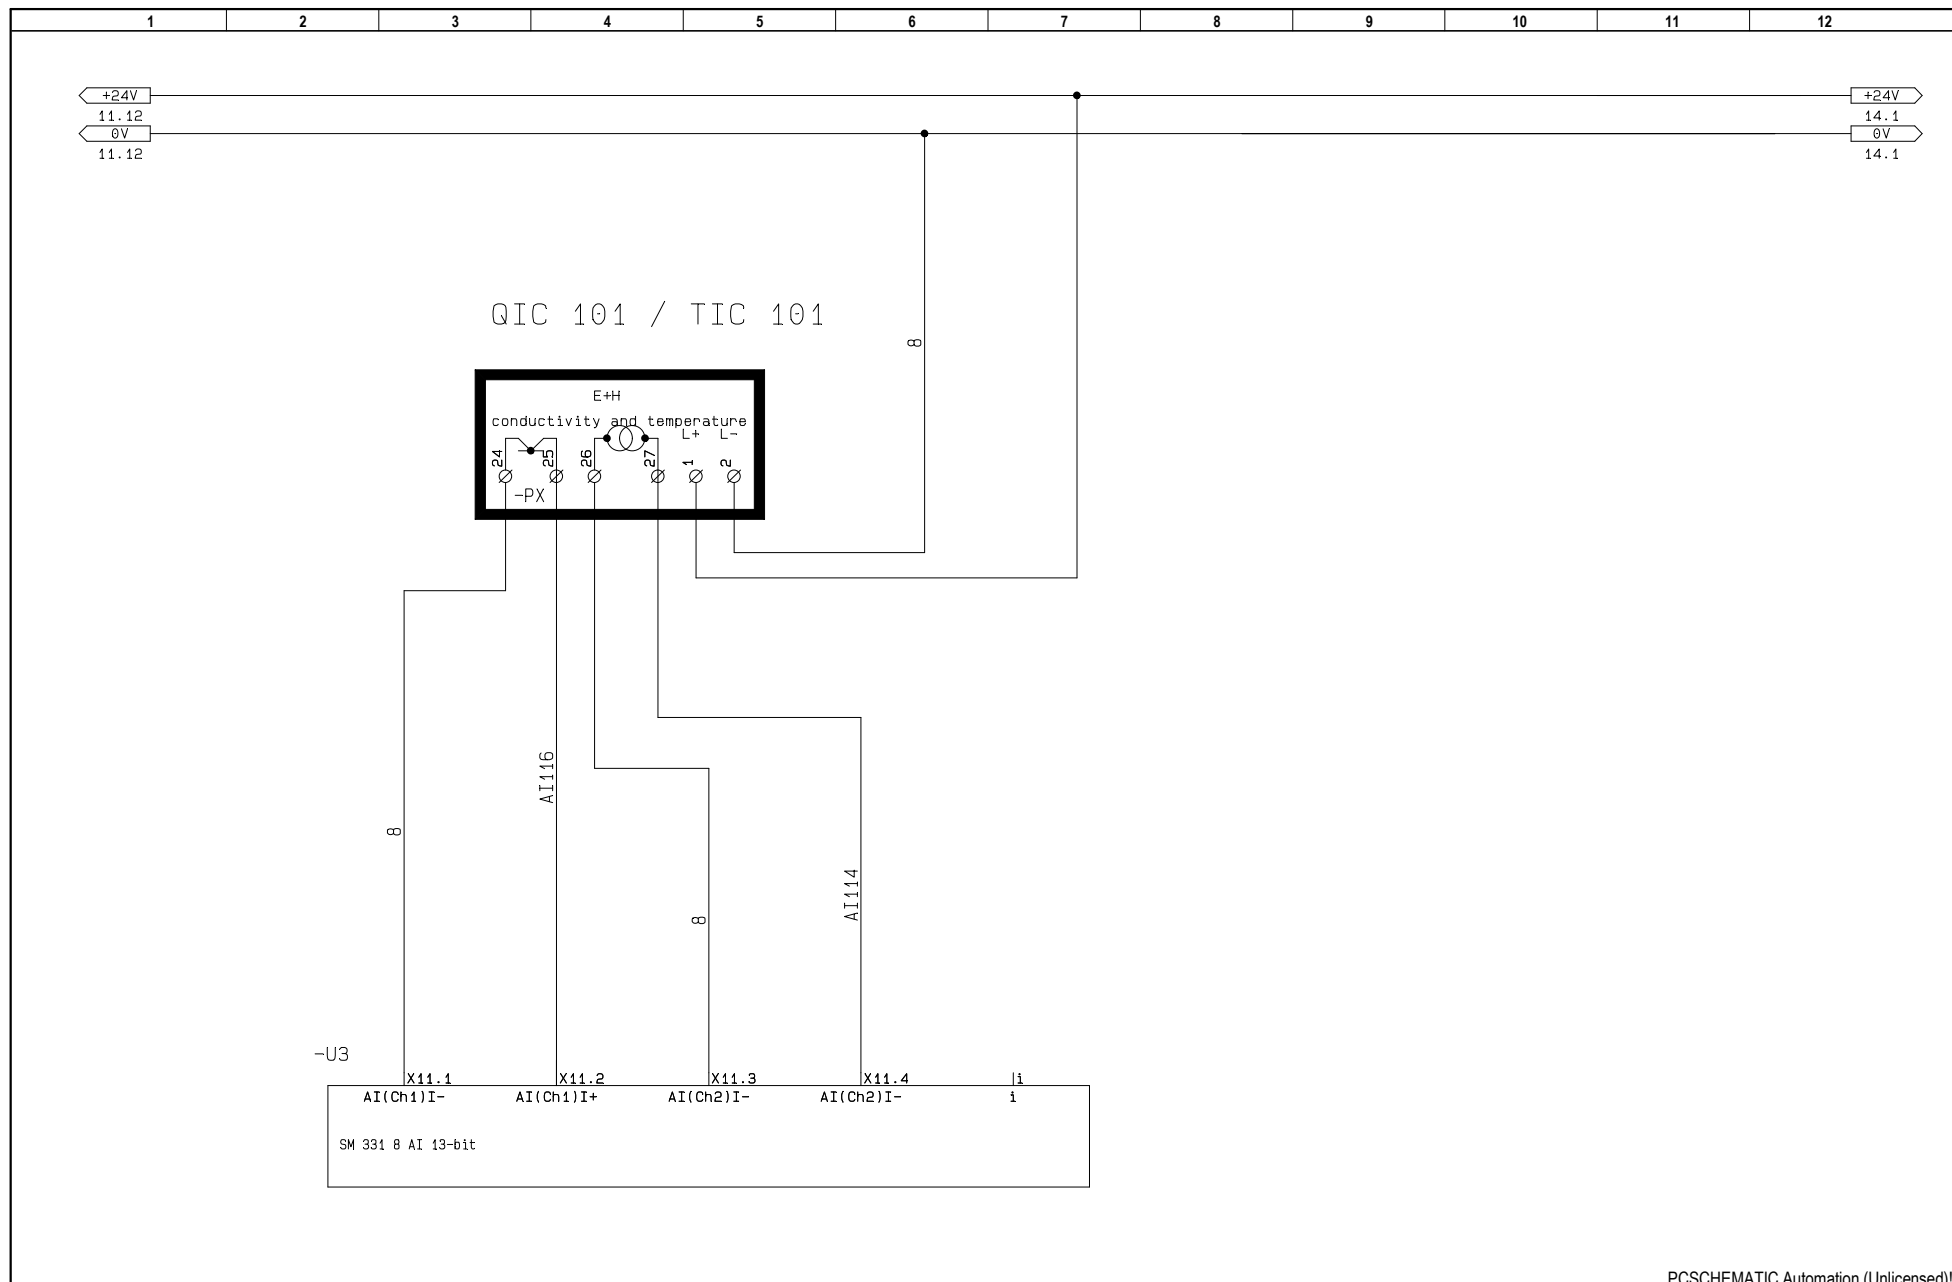 1 2 3 4 5 6 7 8 9 10 11 12
+24V +24V
11.12 14.1
0V 0V
11.12 14.1
QIC 101 / TIC 101
8
E+H
conductivity and temperature
L+ L-
24 25 26 27 1 2
-PX
AI116
8
AI114
8
-U3
X11.1 X11.2 X11.3 X11.4 i
AI(Ch1)I- AI(Ch1)I+ AI(Ch2)I- AI(Ch2)I- i
SM 331 8 AI 13-bit
PCSCHEMATIC Automation (Unlicensed)!